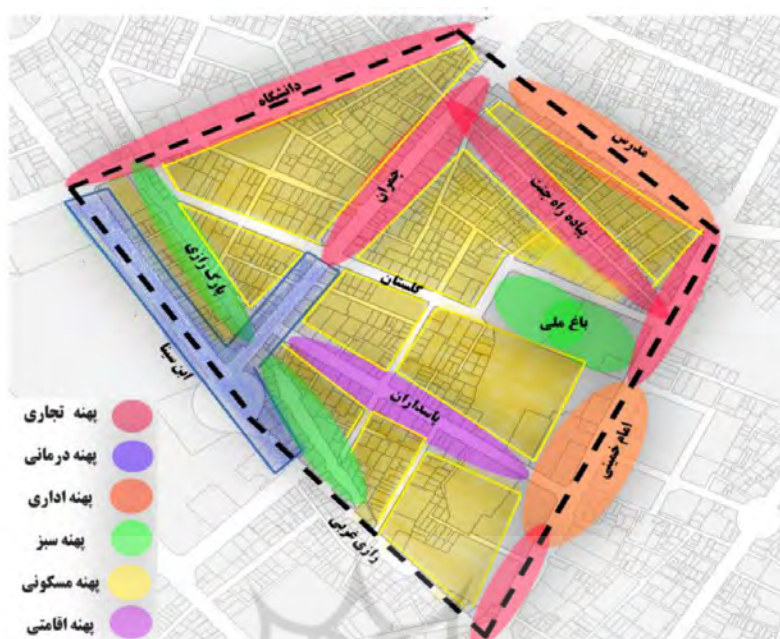 دانشگاه
مدرس
چمران
پیاده راه جنت
پارک رازی
گلستان
باغ ملی
ابن سینا
پاسداران
امام خمینی
رازی غربی
پهنه تجاری
پهنه درمانی
پهنه اداری
پهنه سبز
پهنه مسکونی
پهنه اقامتی